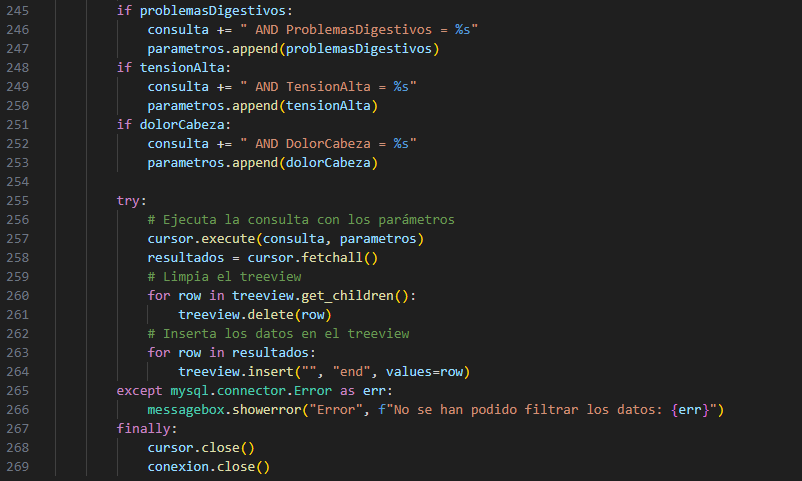 245 if problemasDigestivos:
246 consulta += " AND ProblemasDigestivos = %s"
247 parametros.append(problemasDigestivos)
248 if tensionAlta:
249 consulta += " AND TensionAlta = %s"
250 parametros.append(tensionAlta)
251 if dolorCabeza:
252 consulta += " AND DolorCabeza = %s"
253 parametros.append(dolorCabeza)
254
255 try:
256 # Ejecuta la consulta con los parámetros
257 cursor.execute(consulta, parametros)
258 resultados = cursor.fetchall()
259 # Limpia el treeview
260 for row in treeview.get_children():
261 treeview.delete(row)
262 # Inserta los datos en el treeview
263 for row in resultados:
264 treeview.insert("", "end", values=row)
265 except mysql.connector.Error as err:
266 messagebox.showerror("Error", f"No se han podido filtrar los datos: {err}")
267 finally:
268 cursor.close()
269 conexion.close()